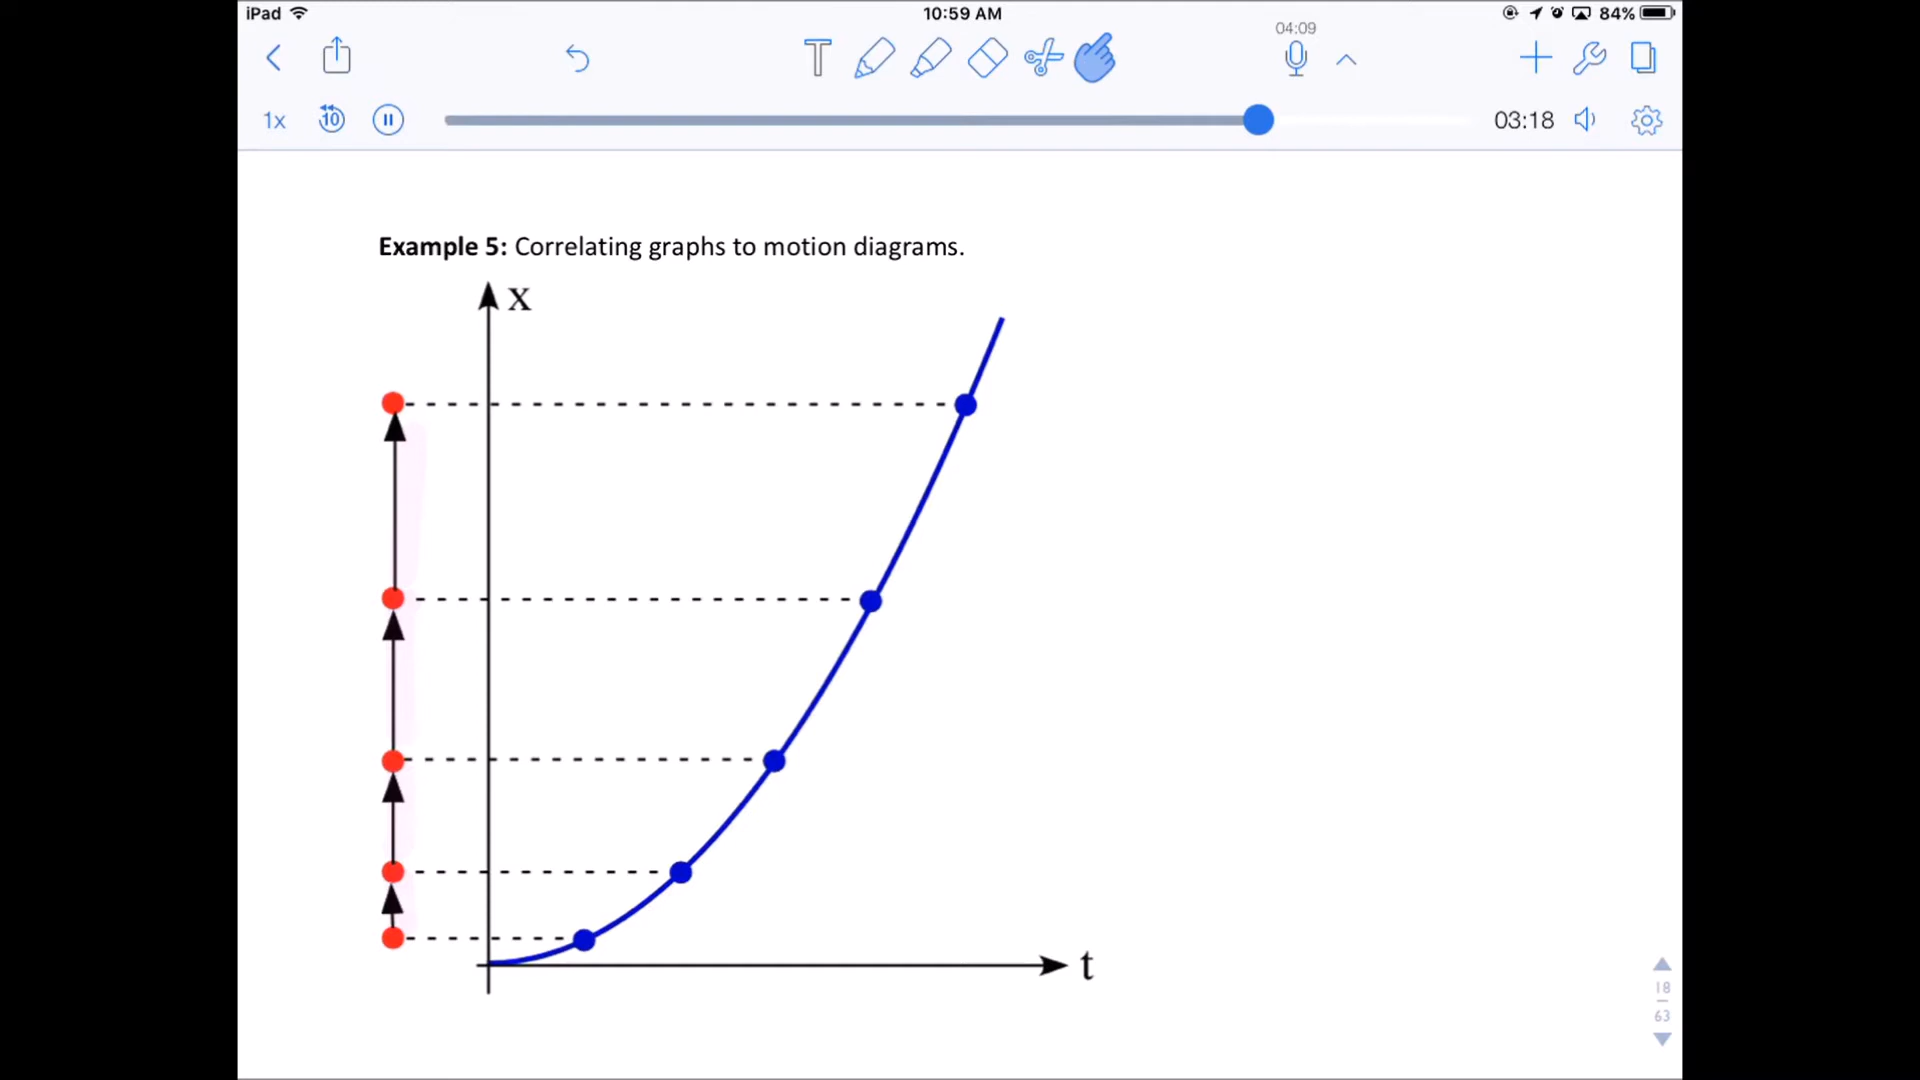 iPad 10:59 AM 84%
T 04:09
1x 10 03:18
Example 5: Correlating graphs to motion diagrams.
x
t
18
63